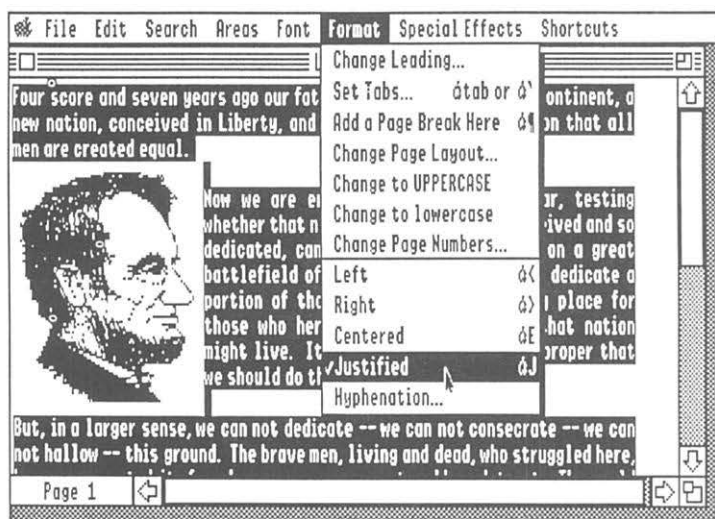 File Edit Search Areas Font Format Special Effects Shortcuts
Change Leading...
Set Tabs... tab or `
Add a Page Break Here ¶
Change Page Layout...
Change to UPPERCASE
Change to lowercase
Change Page Numbers...
Left <
Right >
Centered E
✓Justified J
Hyphenation...
Four score and seven years ago our fat ontinent, a
new nation, conceived in Liberty, and on that all
men are created equal.
Now we are en ar, testing
whether that n ived and so
dedicated, can on a great
battlefield of dedicate a
portion of tha place for
those who her hat nation
might live. It proper that
we should do th
But, in a larger sense, we can not dedicate -- we can not consecrate -- we can
not hallow -- this ground. The brave men, living and dead, who struggled here,
Page 1